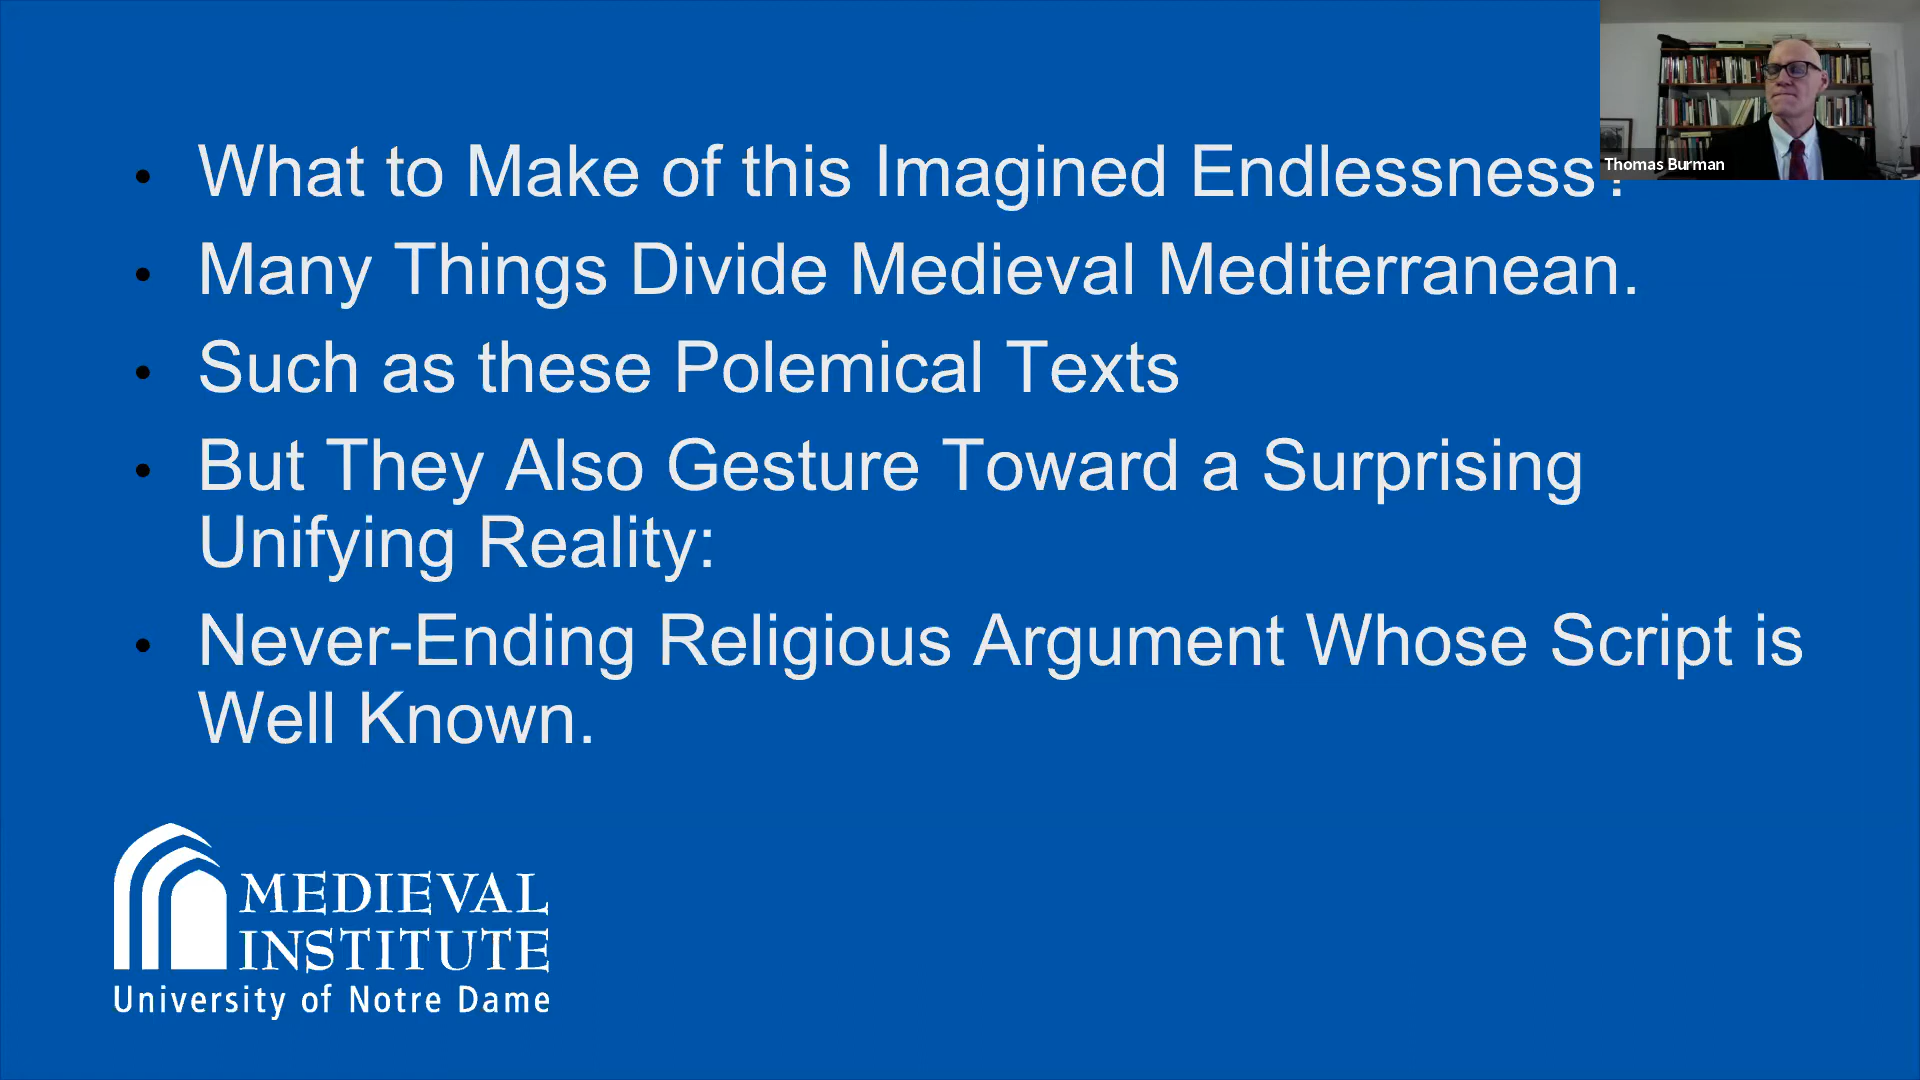 What to Make of this Imagined Endlessness?
Thomas Burman
Many Things Divide Medieval Mediterranean.
Such as these Polemical Texts
But They Also Gesture Toward a Surprising
Unifying Reality:
Never-Ending Religious Argument Whose Script is
Well Known.
MEDIEVAL
INSTITUTE
University of Notre Dame